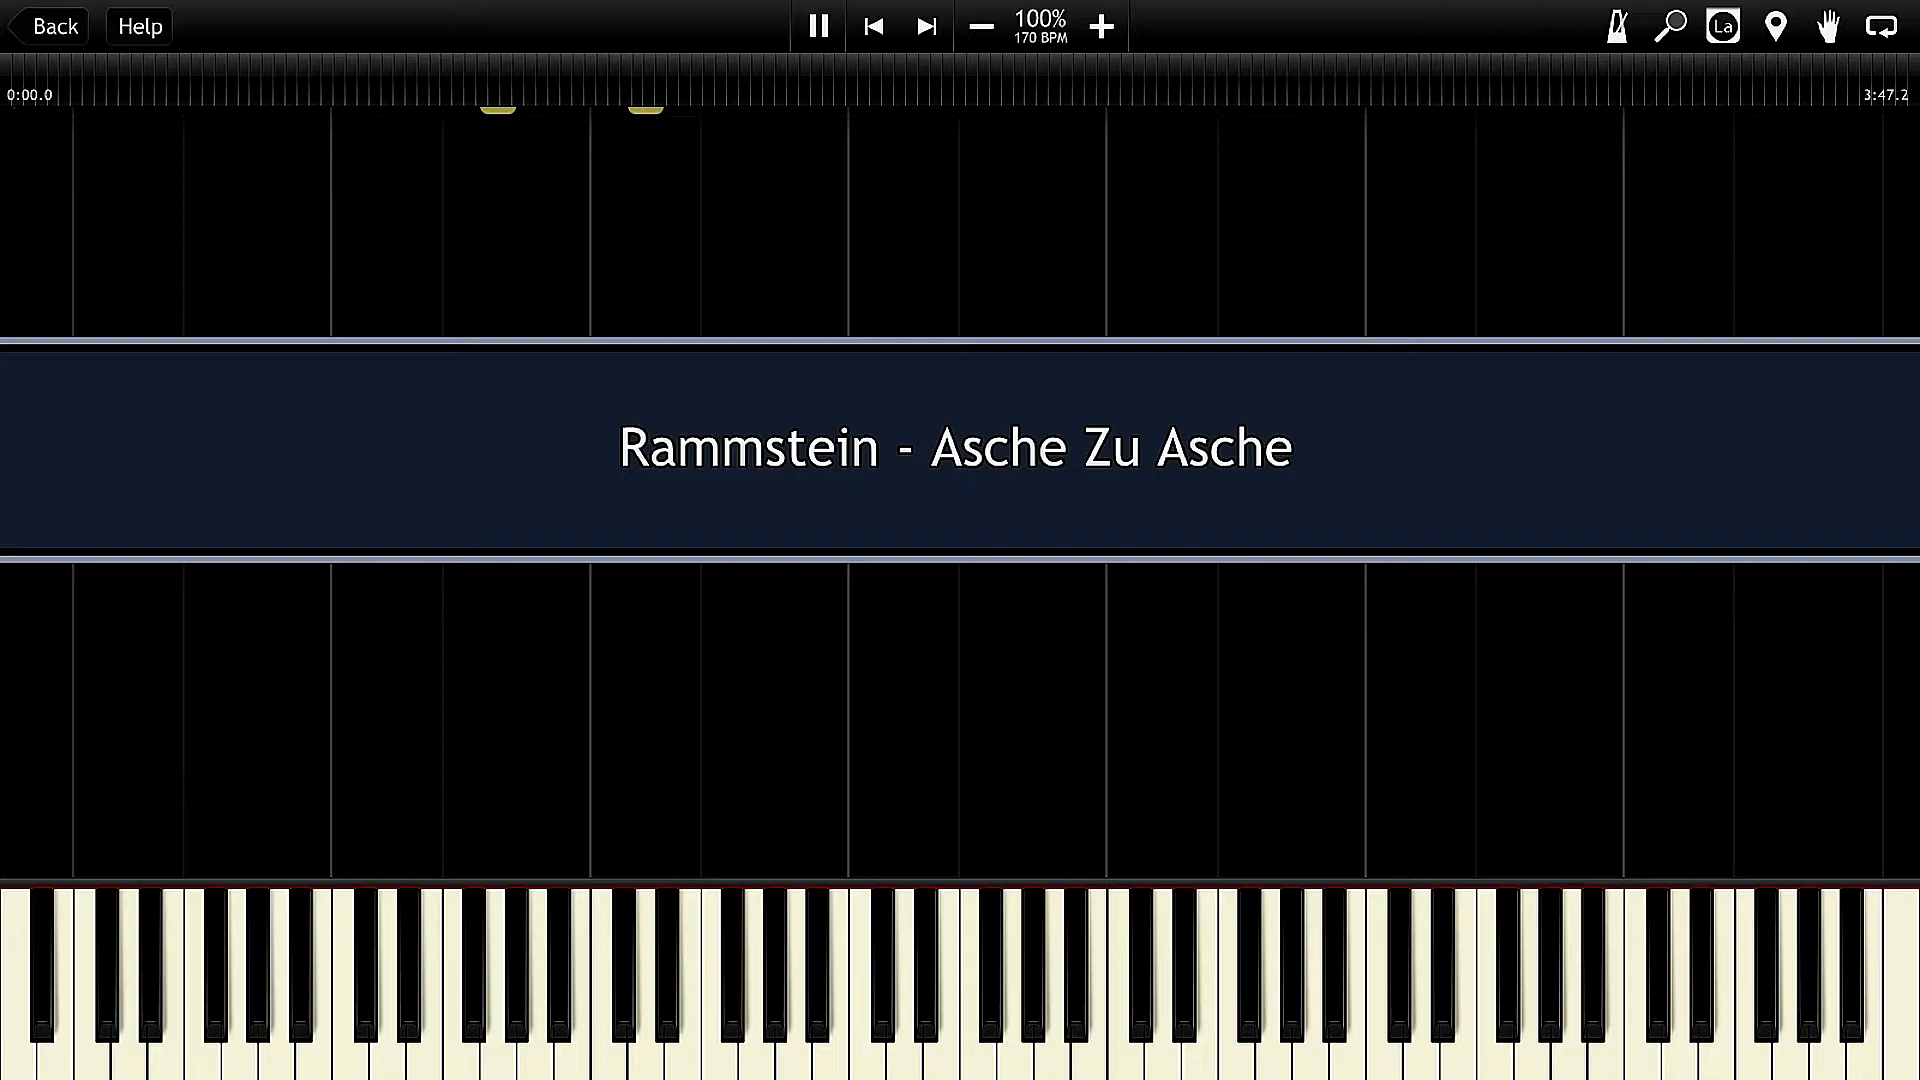 Back
Help
100%
170 BPM
La
0:00.0
3:47.2
Rammstein - Asche Zu Asche